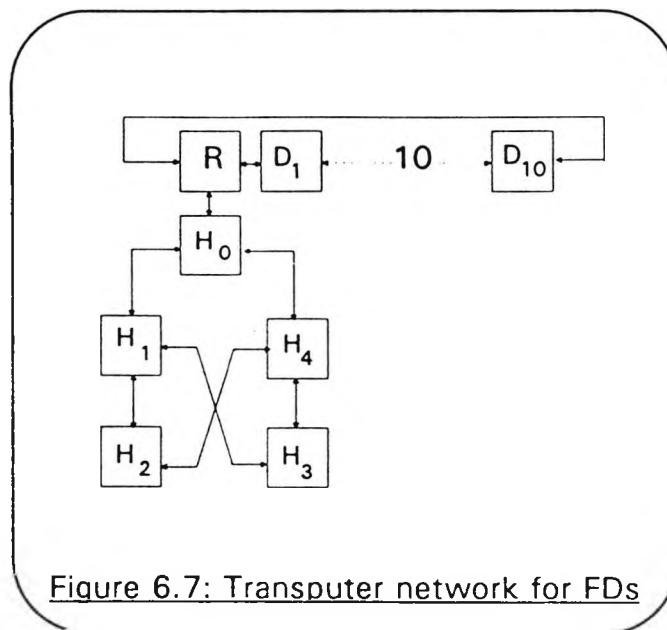 R D1 10 D10
H0
H1 H4
H2 H3
Figure 6.7: Transputer network for FDs